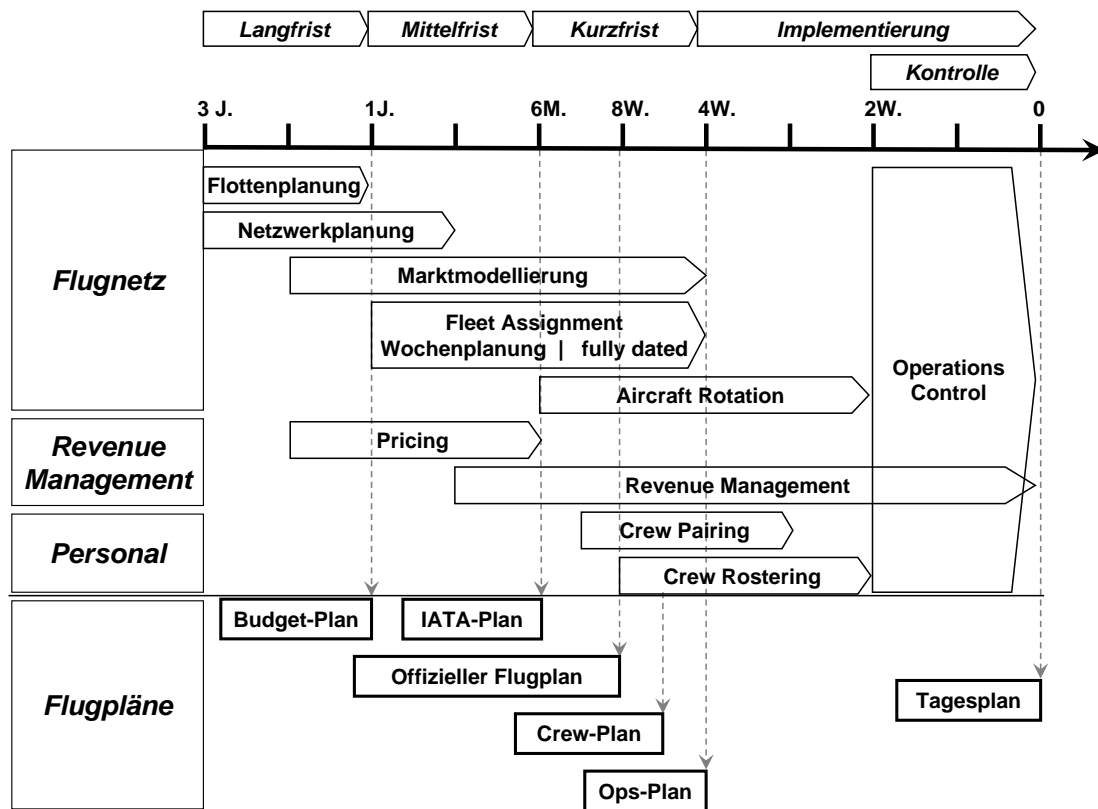 Langfrist Mittelfrist Kurzfrist Implementierung
Kontrolle
3 J. 1J. 6M. 8W. 4W. 2W. 0
Flugnetz
Flottenplanung
Netzwerkplanung
Marktmodellierung
Fleet Assignment
Wochenplanung | fully dated
Aircraft Rotation
Operations
Control
Revenue
Management
Pricing
Revenue Management
Personal
Crew Pairing
Crew Rostering
Flugpläne
Budget-Plan IATA-Plan
Offizieller Flugplan
Tagesplan
Crew-Plan
Ops-Plan